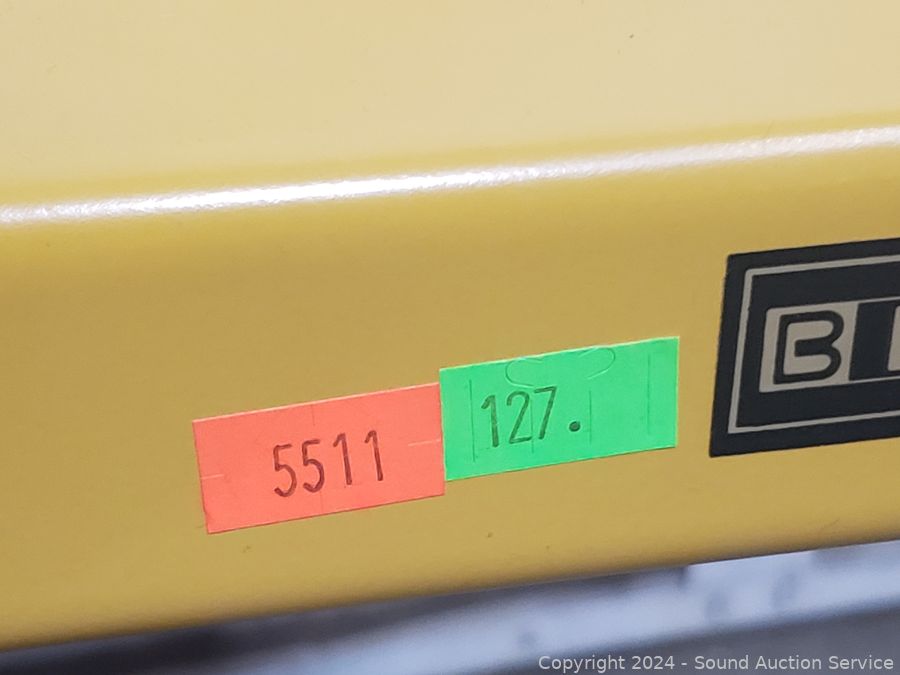 5511
127.
B
Copyright © 2024 - Sound Auction Service